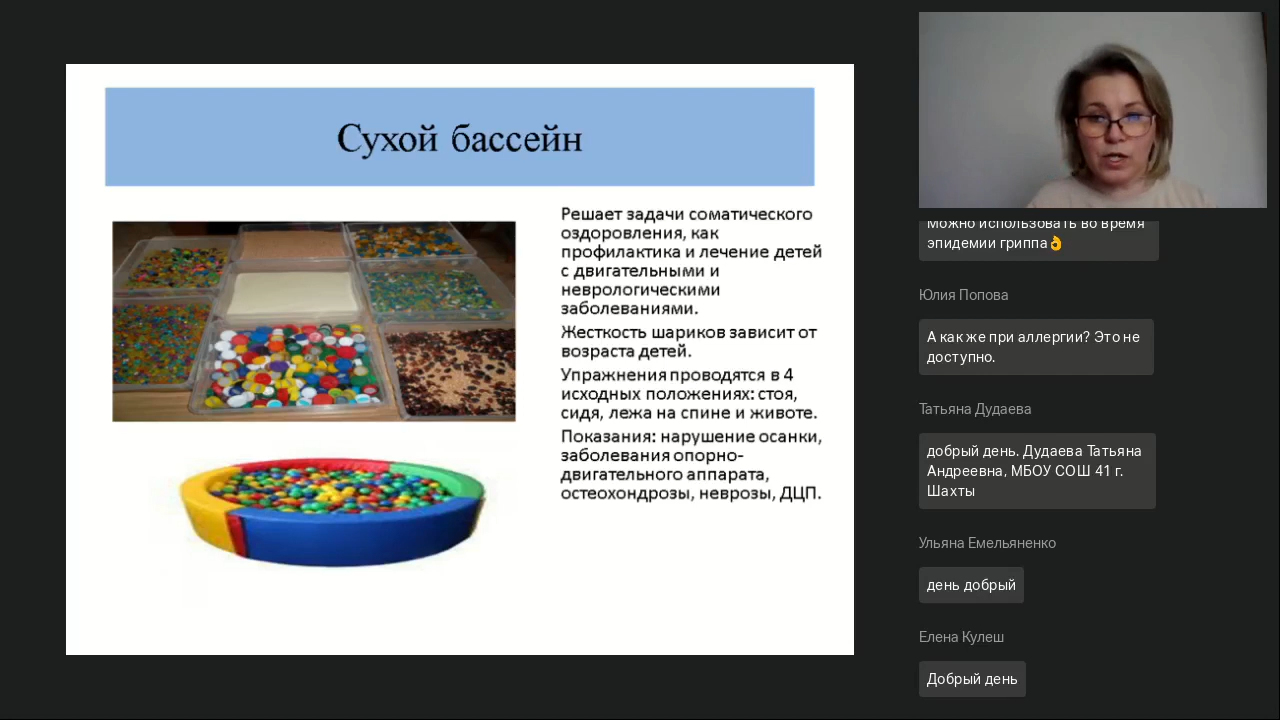 Сухой бассейн
Решает задачи соматического
оздоровления, как
профилактика и лечение детей
с двигательными и
неврологическими
заболеваниями.
Жесткость шариков зависит от
возраста детей.
Упражнения проводятся в 4
исходных положениях: стоя,
сидя, лежа на спине и животе.
Показания: нарушение осанки,
заболевания опорно-
двигательного аппарата,
остеохондрозы, неврозы, ДЦП.
Можно использовать во время
эпидемии гриппа👌
Юлия Попова
А как же при аллергии? Это не
доступно.
Татьяна Дудаева
добрый день. Дудаева Татьяна
Андреевна, МБОУ СОШ 41 г.
Шахты
Ульяна Емельяненко
день добрый
Елена Кулеш
Добрый день